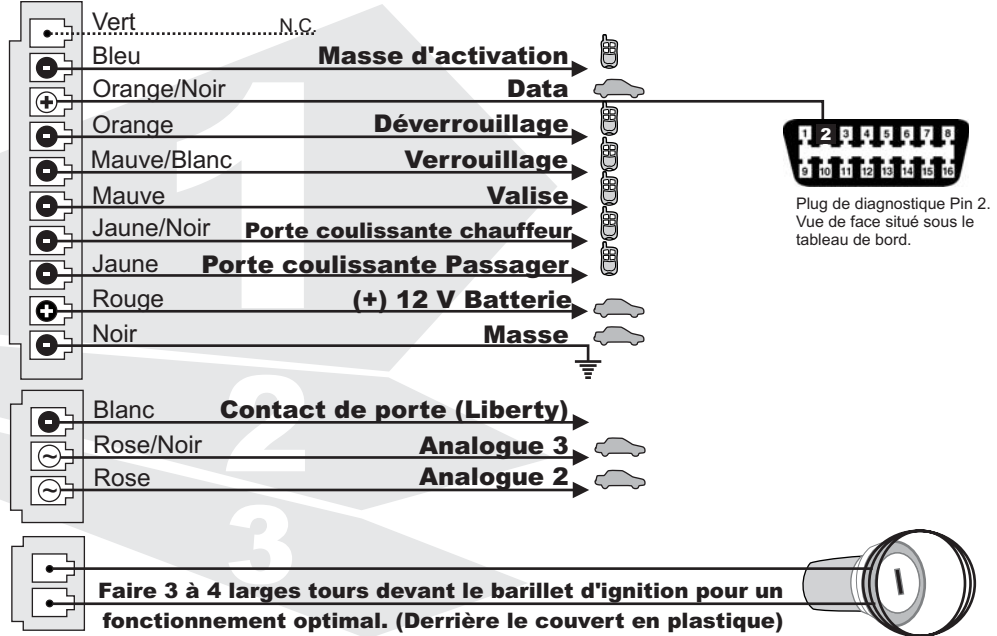 Vert N.C.
Bleu Masse d'activation
Orange/Noir Data
Orange Déverrouillage
Mauve/Blanc Verrouillage
Mauve Valise
Jaune/Noir Porte coulissante chauffeur
Jaune Porte coulissante Passager
Rouge (+) 12 V Batterie
Noir Masse
1 2 3 4 5 6 7 8
9 10 11 12 13 14 15 16
Plug de diagnostique Pin 2.
Vue de face situé sous le
tableau de bord.
1
Blanc Contact de porte (Liberty)
Rose/Noir Analogue 3
Rose Analogue 2
2
3
Faire 3 à 4 larges tours devant le barillet d'ignition pour un
fonctionnement optimal. (Derrière le couvert en plastique)